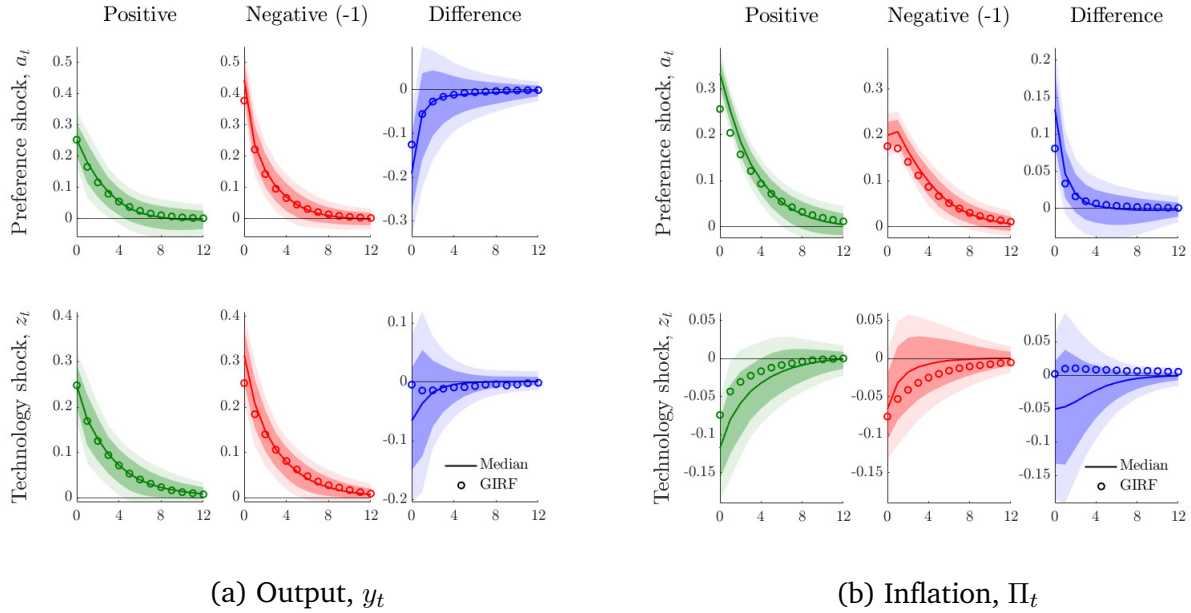 Positive Negative (-1) Difference
Preference shock, a_t
0.5
0.4
0.3
0.2
0.1
0
0 4 8 12
0.5
0.4
0.3
0.2
0.1
0
0 4 8 12
0
-0.1
-0.2
-0.3
0 4 8 12
Technology shock, z_t
0.4
0.3
0.2
0.1
0
0 4 8 12
0.4
0.3
0.2
0.1
0
0 4 8 12
0.1
0
-0.1
-0.2
0 4 8 12
Median
GIRF
(a) Output, y_t
Positive Negative (-1) Difference
Preference shock, a_t
0.3
0.2
0.1
0
0 4 8 12
0.3
0.2
0.1
0
0 4 8 12
0.2
0.15
0.1
0.05
0
-0.05
0 4 8 12
Technology shock, z_t
0.05
0
-0.05
-0.1
-0.15
0 4 8 12
0.05
0
-0.05
-0.1
-0.15
0 4 8 12
0.05
0
-0.05
-0.1
-0.15
0 4 8 12
Median
GIRF
(b) Inflation, Π_t